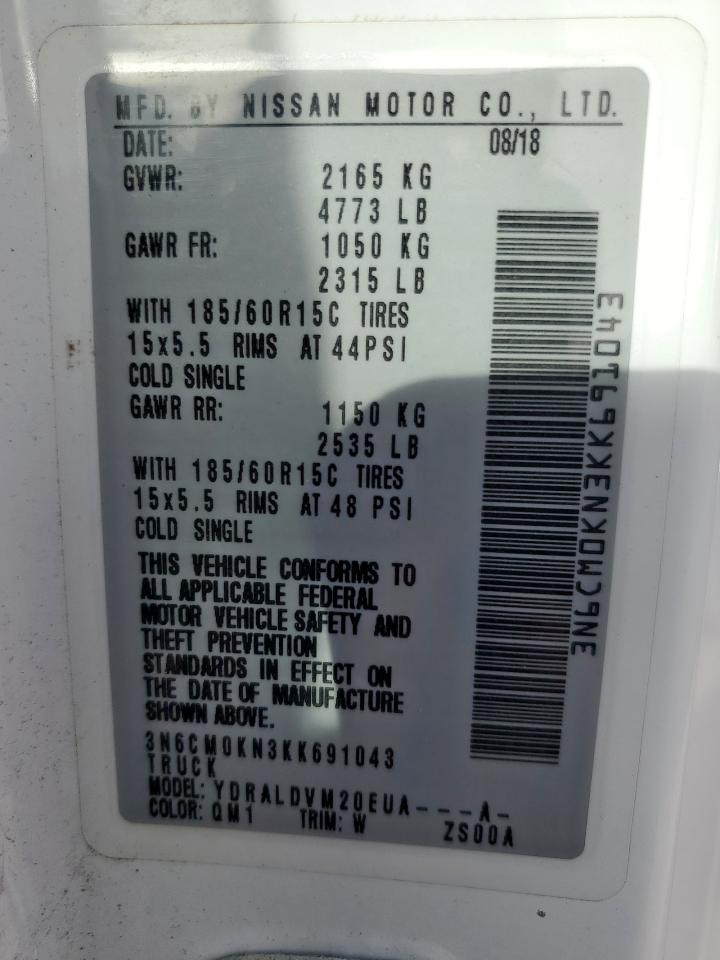 MFD. BY NISSAN MOTOR CO., LTD.
DATE: 08/18
GVWR: 2165 KG
4773 LB
GAWR FR: 1050 KG
2315 LB
WITH 185/60R15C TIRES
15x5.5 RIMS AT 44PSI
COLD SINGLE
GAWR RR: 1150 KG
2535 LB
WITH 185/60R15C TIRES
15x5.5 RIMS AT 48 PSI
COLD SINGLE
THIS VEHICLE CONFORMS TO
ALL APPLICABLE FEDERAL
MOTOR VEHICLE SAFETY AND
THEFT PREVENTION
STANDARDS IN EFFECT ON
THE DATE OF MANUFACTURE
SHOWN ABOVE.
3N6CM0KN3KK691043
TRUCK
MODEL: YDRALDVM20EUA---A-
COLOR: QM1 TRIM: W ZS00A
3N6CM0KN3KK691043